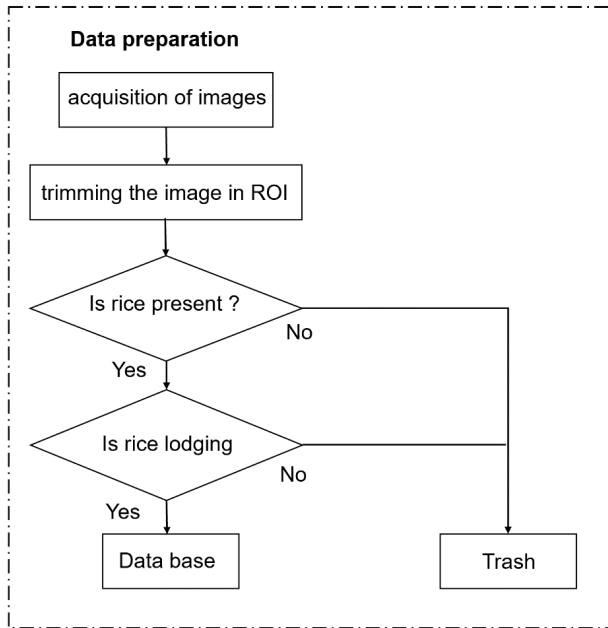 Data preparation
acquisition of images
trimming the image in ROI
Is rice present ?
No
Yes
Is rice lodging
No
Yes
Data base
Trash